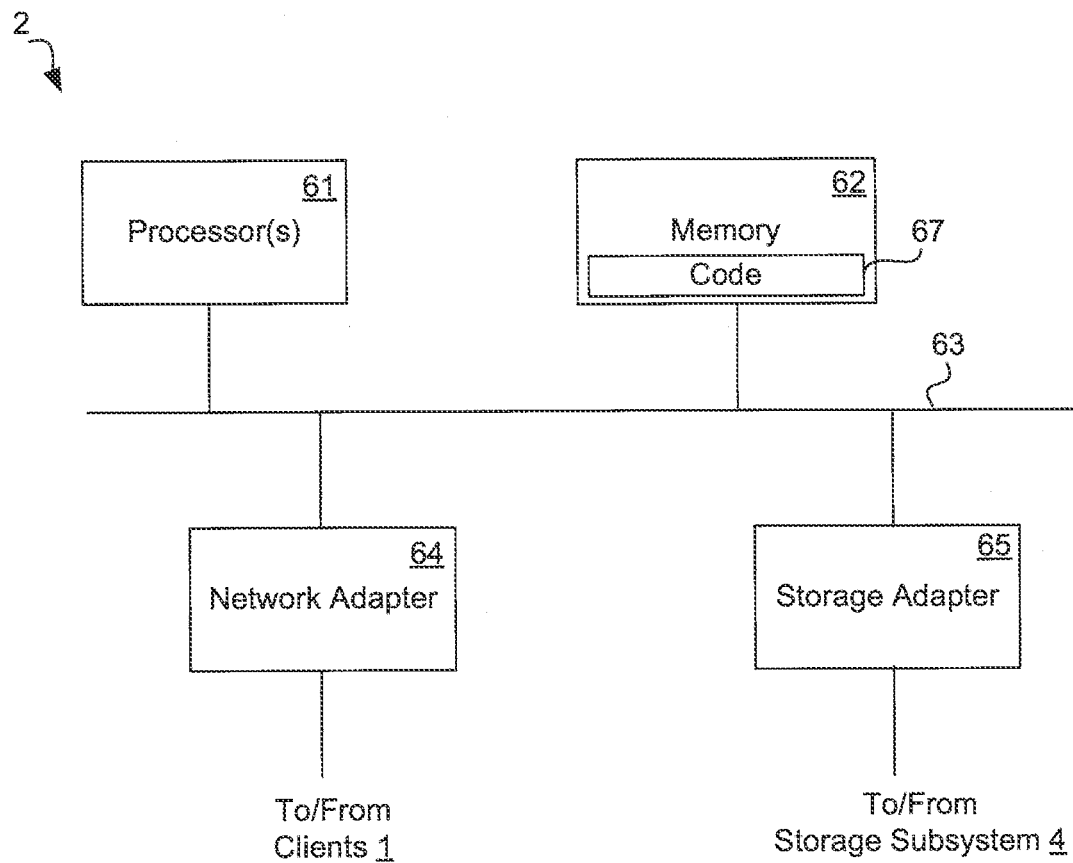 2
61
Processor(s)
62
Memory
67
Code
63
64
Network Adapter
65
Storage Adapter
To/From
Clients 1
To/From
Storage Subsystem 4